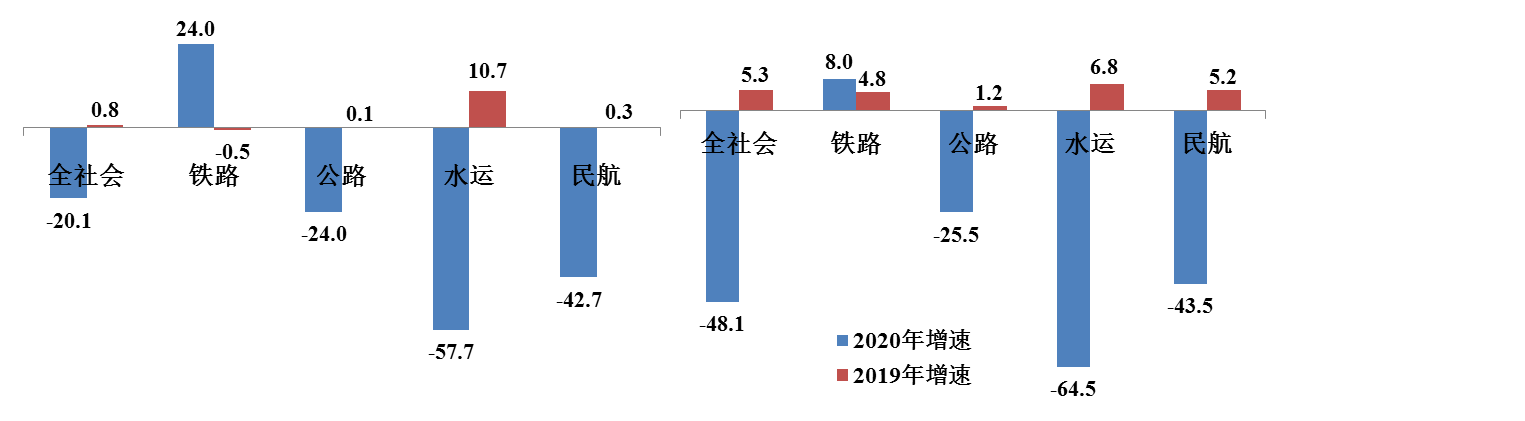 24.0
0.8
0.1
10.7
0.3
-0.5
全社会
铁路
公路
水运
民航
-20.1
-24.0
-57.7
-42.7
5.3
8.0
4.8
1.2
6.8
5.2
全社会
铁路
公路
水运
民航
-48.1
-25.5
-64.5
-43.5
2020年增速
2019年增速